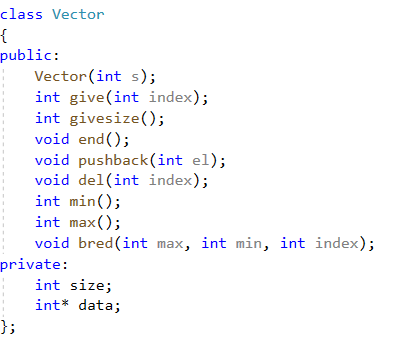 class Vector
{
public:
    Vector(int s);
    int give(int index);
    int givesize();
    void end();
    void pushback(int el);
    void del(int index);
    int min();
    int max();
    void bred(int max, int min, int index);
private:
    int size;
    int* data;
};